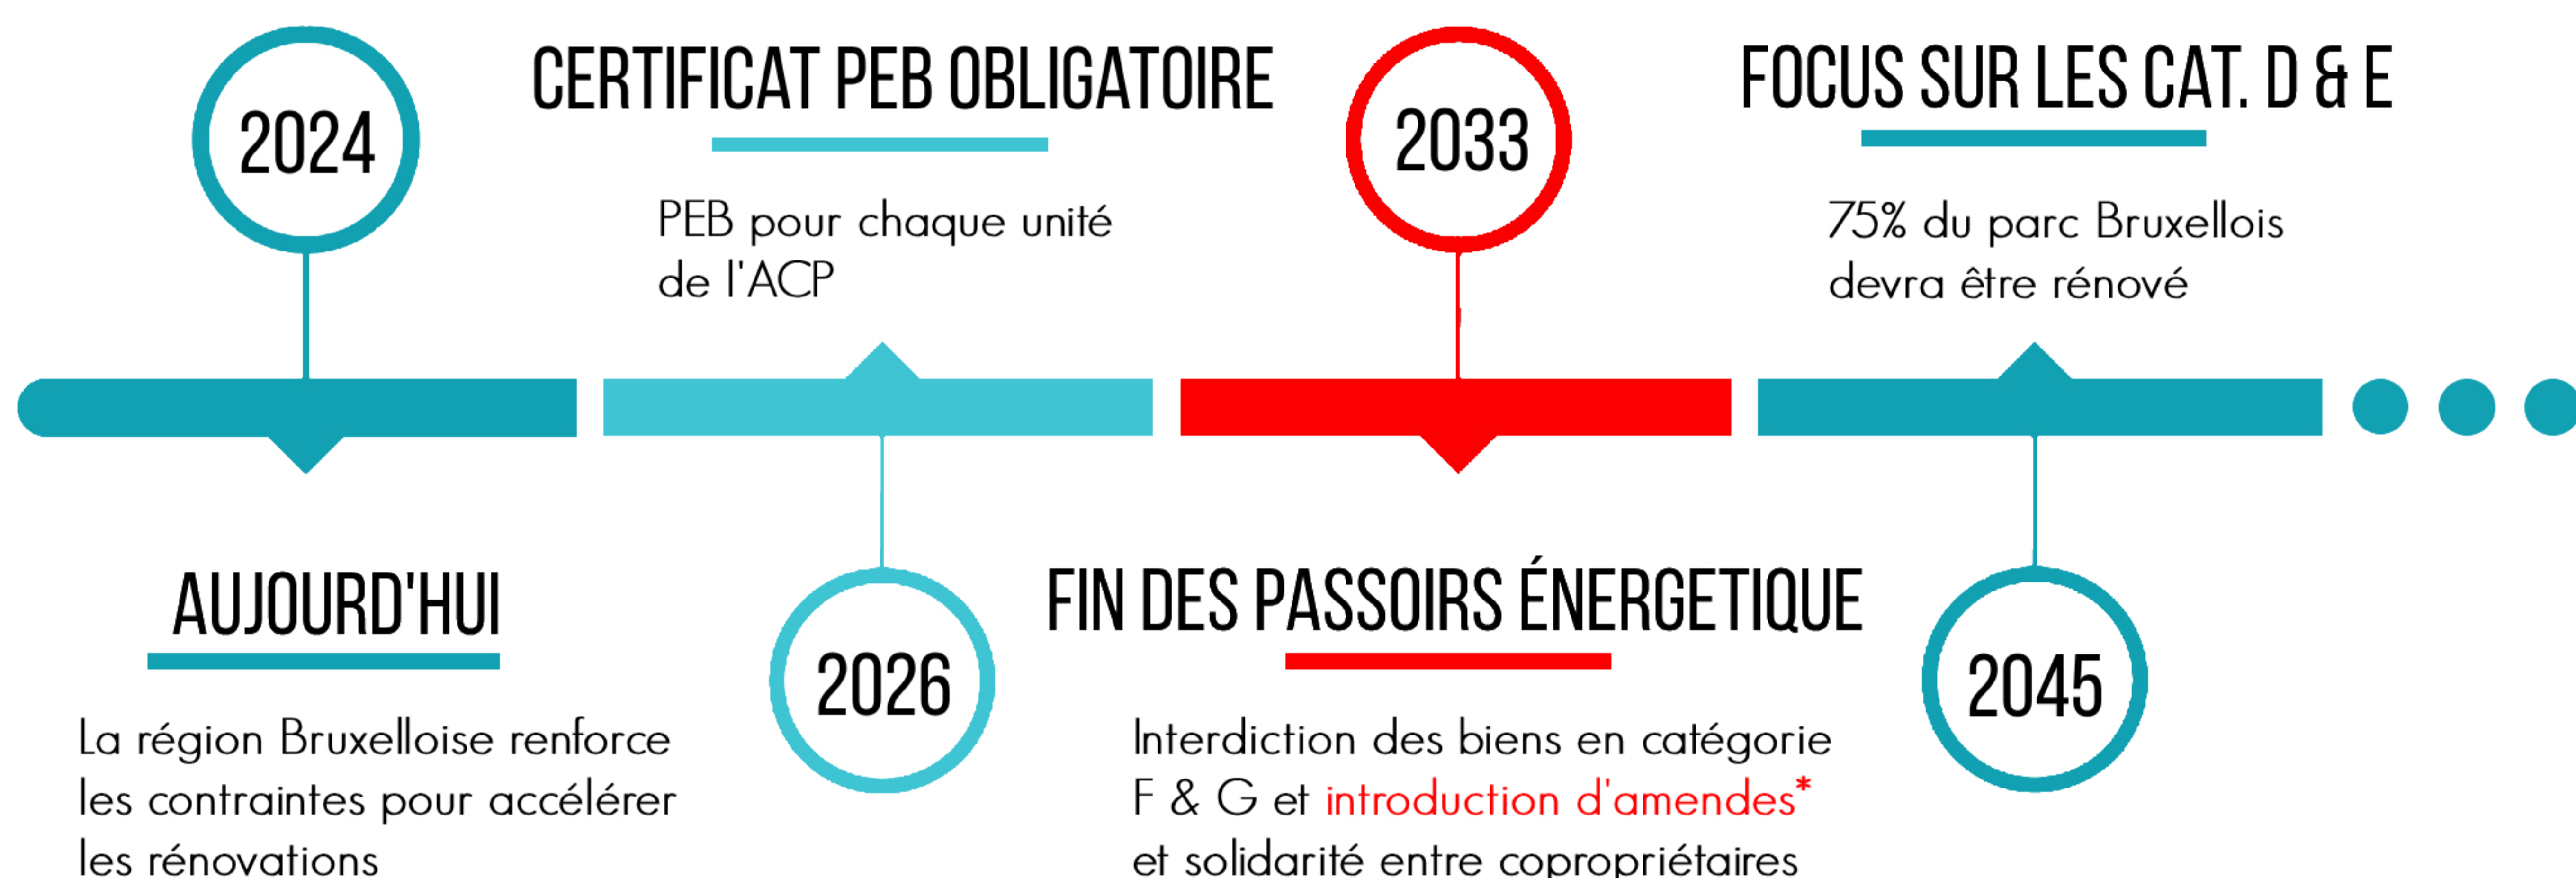 2024
AUJOURD'HUI
La région Bruxelloise renforce
les contraintes pour accélérer
les rénovations
CERTIFICAT PEB OBLIGATOIRE
PEB pour chaque unité
de l'ACP
2026
2033
FIN DES PASSOIRS ÉNERGETIQUE
Interdiction des biens en catégorie
F & G et introduction d'amendes*
et solidarité entre copropriétaires
FOCUS SUR LES CAT. D & E
75% du parc Bruxellois
devra être rénové
2045